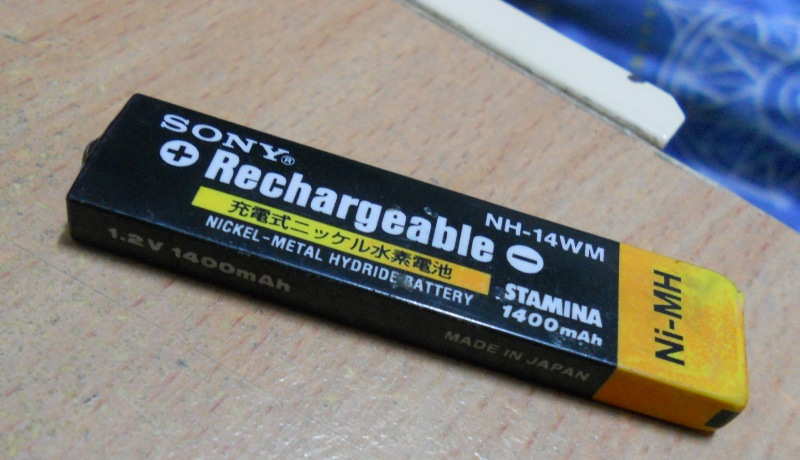 SONY®
+ Rechargeable -
充電式ニッケル水素電池
NICKEL-METAL HYDRIDE BATTERY
NH-14WM
STAMINA
1400mAh
Ni-MH
1.2V 1400mAh
MADE IN JAPAN